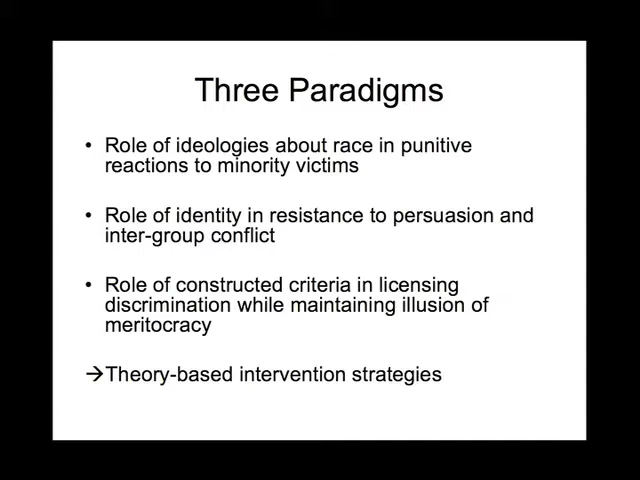 Three Paradigms
• Role of ideologies about race in punitive
reactions to minority victims
• Role of identity in resistance to persuasion and
inter-group conflict
• Role of constructed criteria in licensing
discrimination while maintaining illusion of
meritocracy
→Theory-based intervention strategies